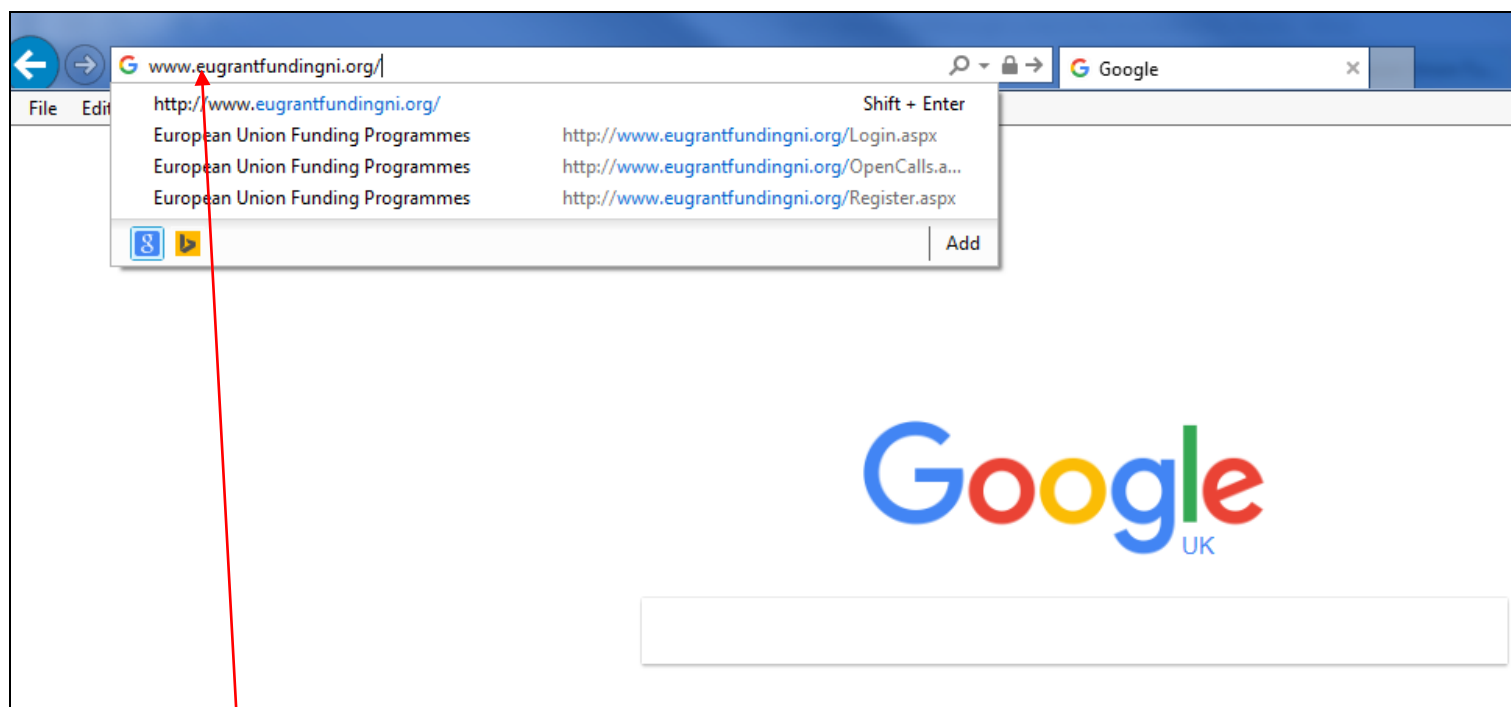 www.eugrantfundingni.org/
Google
File Edit
http://www.eugrantfundingni.org/ Shift + Enter
European Union Funding Programmes http://www.eugrantfundingni.org/Login.aspx
European Union Funding Programmes http://www.eugrantfundingni.org/OpenCalls.a...
European Union Funding Programmes http://www.eugrantfundingni.org/Register.aspx
Add
Google
UK